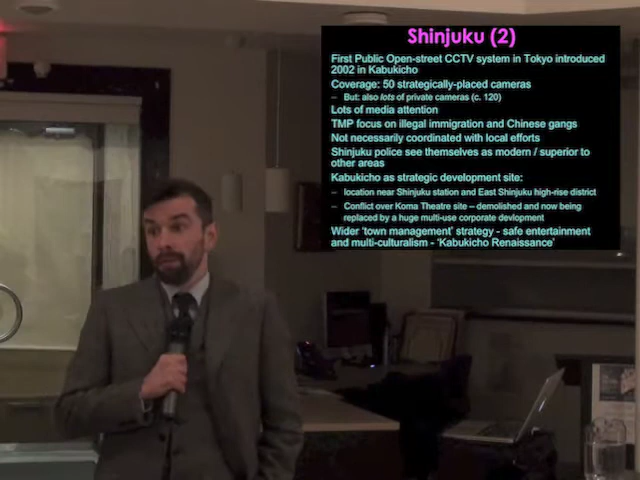 Shinjuku (2)
First Public Open-street CCTV system in Tokyo introduced
2002 in Kabukicho
Coverage: 50 strategically-placed cameras
– But: also lots of private cameras (c. 120)
Lots of media attention
TMP focus on illegal immigration and Chinese gangs
Not necessarily coordinated with local efforts
Shinjuku police see themselves as modern / superior to
other areas
Kabukicho as strategic development site:
– location near Shinjuku station and East Shinjuku high-rise district
– Conflict over Koma Theatre site – demolished and now being
replaced by a huge multi-use corporate devlopment
Wider 'town management' strategy - safe entertainment
and multi-culturalism - 'Kabukicho Renaissance'